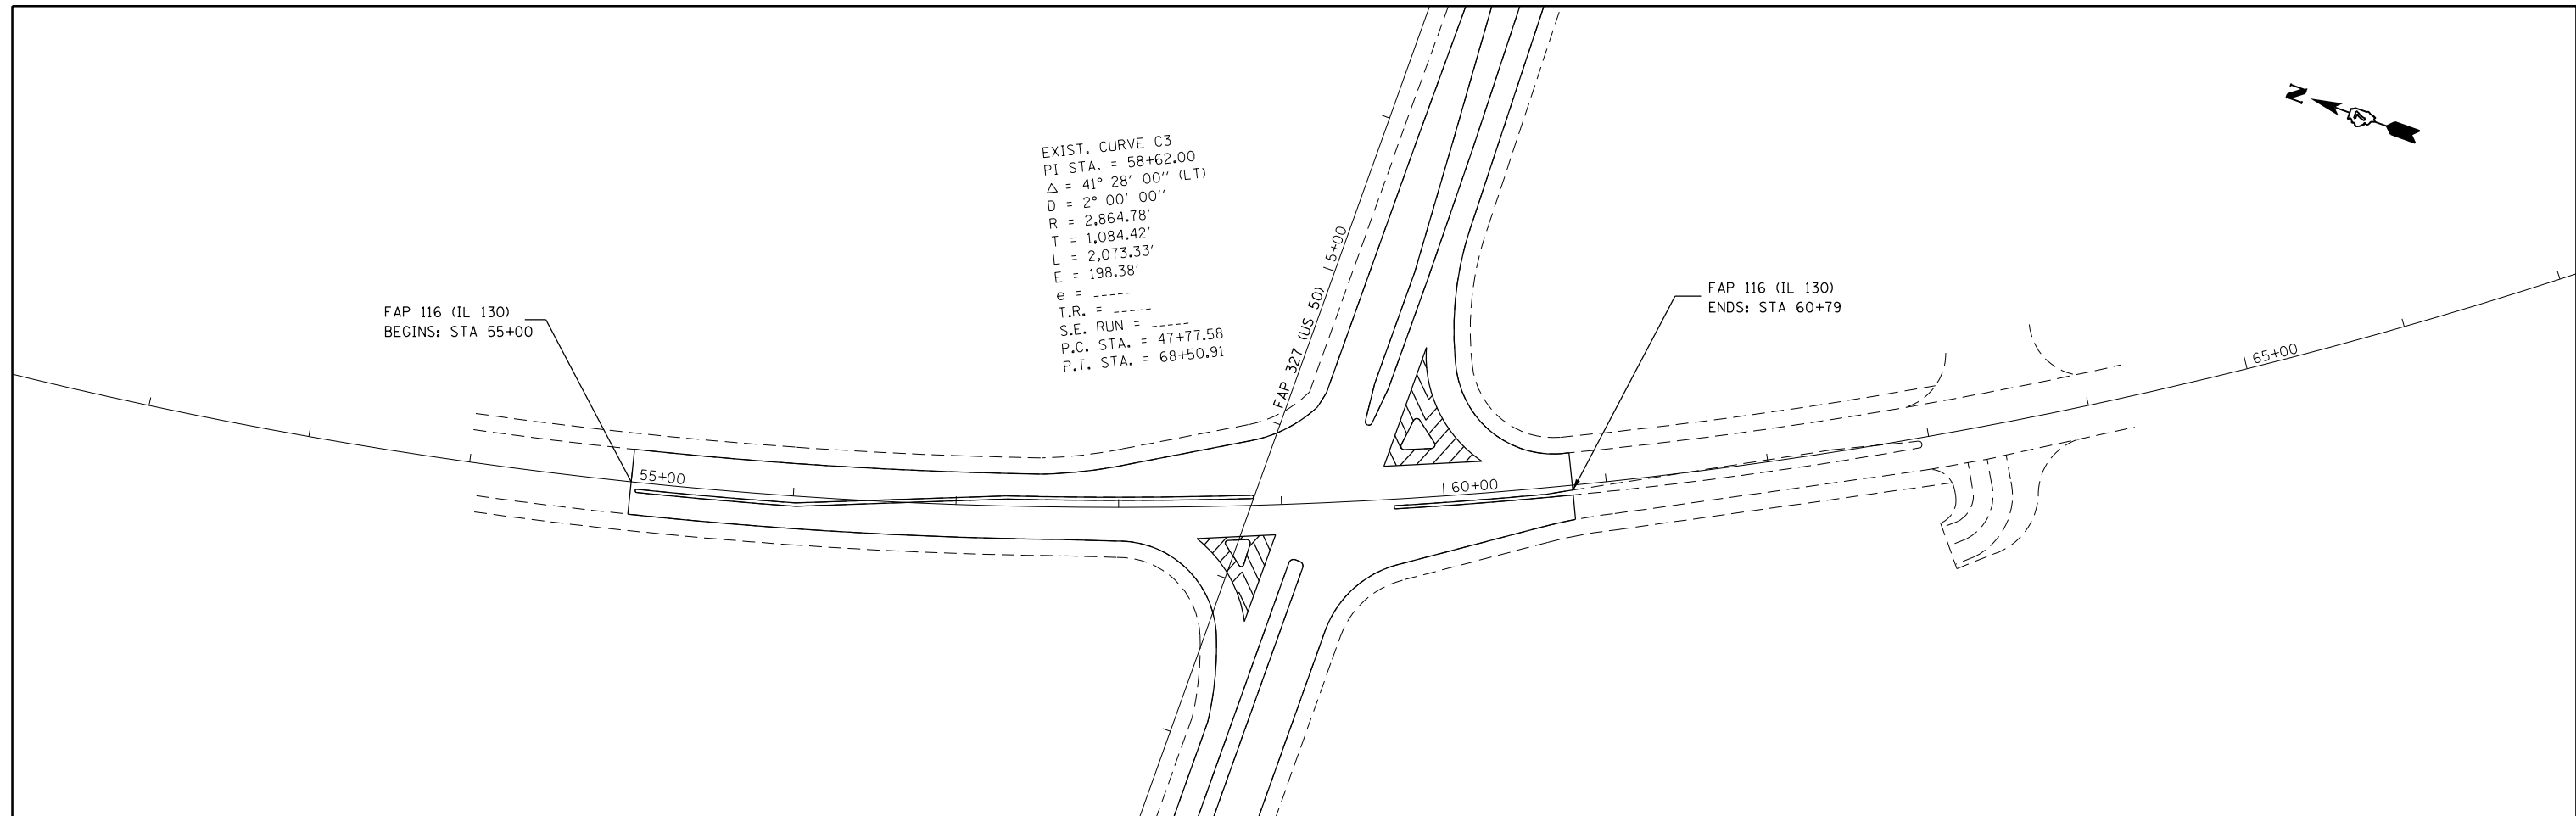 N
EXIST. CURVE C3
PI STA. = 58+62.00
△ = 41° 28' 00'' (LT)
D = 2° 00' 00''
R = 2,864.78'
T = 1,084.42'
L = 2,073.33'
E = 198.38'
e = -----
T.R. = -----
S.E. RUN = -----
P.C. STA. = 47+77.58
P.T. STA. = 68+50.91
5+00
FAP 327 (US 50)
FAP 116 (IL 130)
BEGINS: STA 55+00
FAP 116 (IL 130)
ENDS: STA 60+79
65+00
55+00
60+00